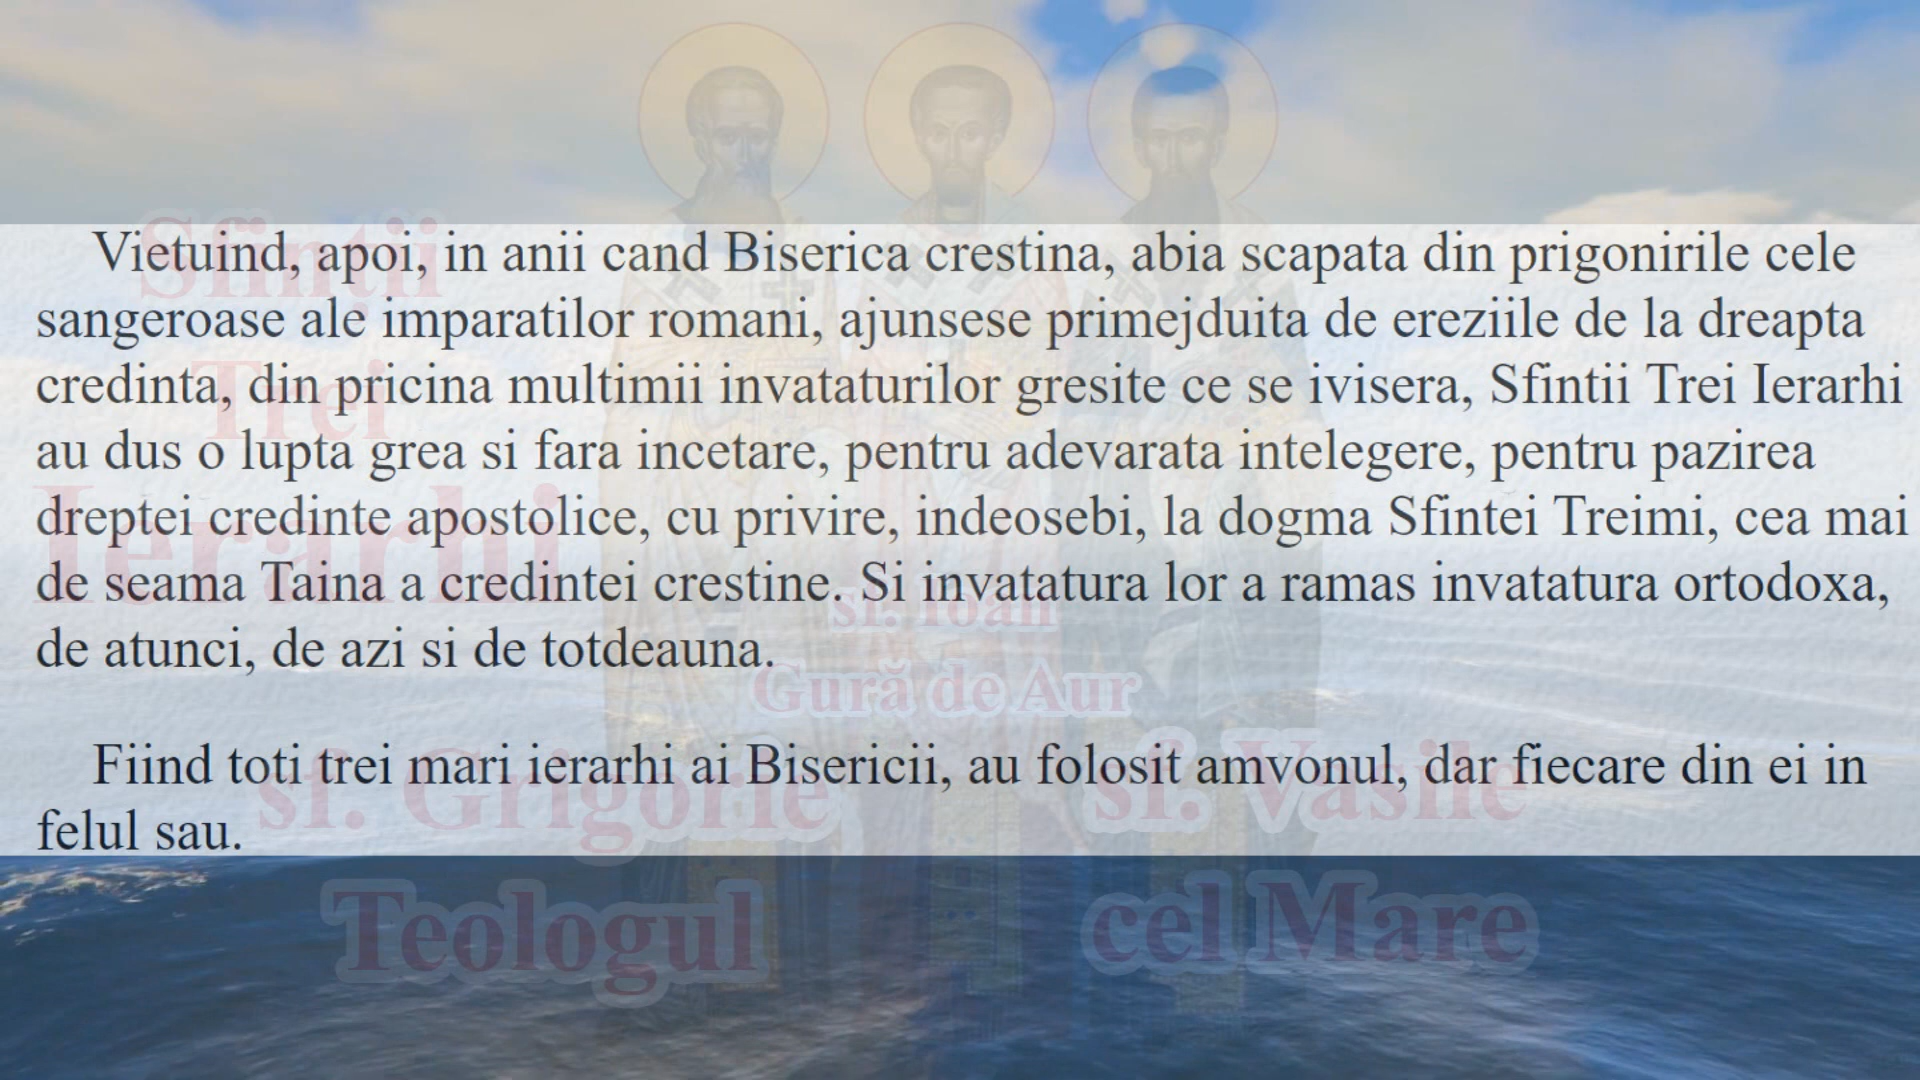 Vietuind, apoi, in anii cand Biserica crestina, abia scapata din prigonirile cele
sangeroase ale imparatilor romani, ajunsese primejduita de ereziile de la dreapta
credinta, din pricina multimii invataturilor gresite ce se ivisera, Sfintii Trei Ierarhi
au dus o lupta grea si fara incetare, pentru adevarata intelegere, pentru pazirea
dreptei credinte apostolice, cu privire, indeosebi, la dogma Sfintei Treimi, cea mai
de seama Taina a credintei crestine. Si invatatura lor a ramas invatatura ortodoxa,
de atunci, de azi si de totdeauna.
Fiind toti trei mari ierarhi ai Bisericii, au folosit amvonul, dar fiecare din ei in
felul sau.
Sfintii
Trei
Ierarhi
sf. Ioan
Gură de Aur
sf. Grigorie
Teologul
sf. Vasile
cel Mare